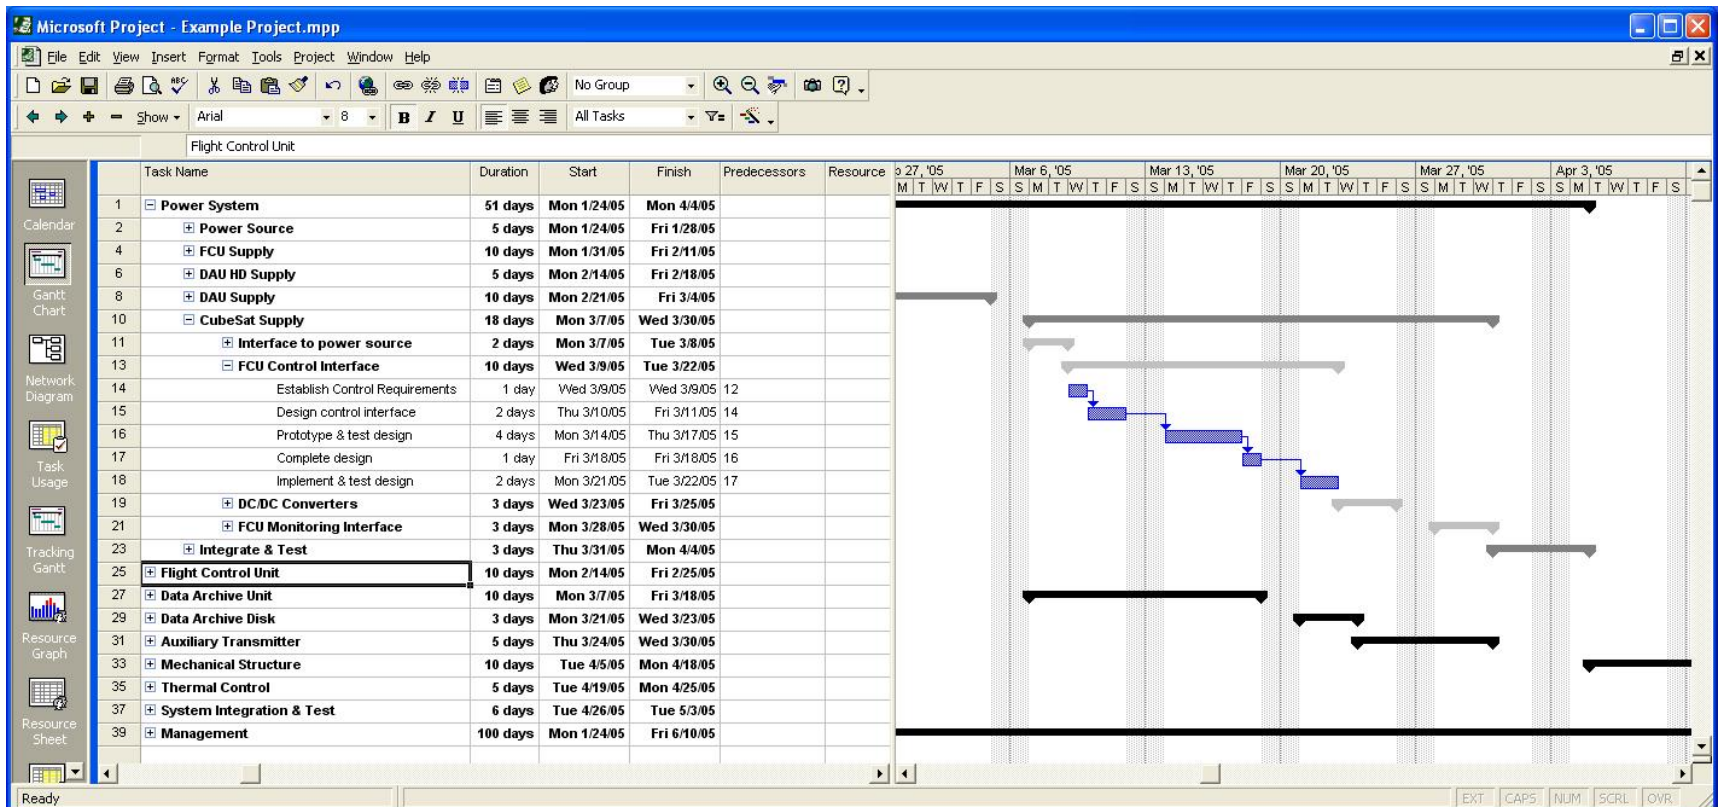 Microsoft Project - Example Project.mpp
File Edit View Insert Format Tools Project Window Help
No Group
Show Arial 8 B I U All Tasks
Flight Control Unit
Task Name Duration Start Finish Predecessors Resource 27, '05 Mar 6, '05 Mar 13, '05 Mar 20, '05 Mar 27, '05 Apr 3, '05
M T W T F S S M T W T F S S M T W T F S S M T W T F S S M T W T F S S M T W T F S
1 Power System 51 days Mon 1/24/05 Mon 4/4/05
2 Power Source 5 days Mon 1/24/05 Fri 1/28/05
4 FCU Supply 10 days Mon 1/31/05 Fri 2/11/05
6 DAU HD Supply 5 days Mon 2/14/05 Fri 2/18/05
8 DAU Supply 10 days Mon 2/21/05 Fri 3/4/05
10 CubeSat Supply 18 days Mon 3/7/05 Wed 3/30/05
11 Interface to power source 2 days Mon 3/7/05 Tue 3/8/05
13 FCU Control Interface 10 days Wed 3/9/05 Tue 3/22/05
14 Establish Control Requirements 1 day Wed 3/9/05 Wed 3/9/05 12
15 Design control interface 2 days Thu 3/10/05 Fri 3/11/05 14
16 Prototype & test design 4 days Mon 3/14/05 Thu 3/17/05 15
17 Complete design 1 day Fri 3/18/05 Fri 3/18/05 16
18 Implement & test design 2 days Mon 3/21/05 Tue 3/22/05 17
19 DC/DC Converters 3 days Wed 3/23/05 Fri 3/25/05
21 FCU Monitoring Interface 3 days Mon 3/28/05 Wed 3/30/05
23 Integrate & Test 3 days Thu 3/31/05 Mon 4/4/05
25 Flight Control Unit 10 days Mon 2/14/05 Fri 2/25/05
27 Data Archive Unit 10 days Mon 3/7/05 Fri 3/18/05
29 Data Archive Disk 3 days Mon 3/21/05 Wed 3/23/05
31 Auxiliary Transmitter 5 days Thu 3/24/05 Wed 3/30/05
33 Mechanical Structure 10 days Tue 4/5/05 Mon 4/18/05
35 Thermal Control 5 days Tue 4/19/05 Mon 4/25/05
37 System Integration & Test 6 days Tue 4/26/05 Tue 5/3/05
39 Management 100 days Mon 1/24/05 Fri 6/10/05
Calendar
Gantt
Chart
Network
Diagram
Task
Usage
Tracking
Gantt
Resource
Graph
Resource
Sheet
Ready EXT CAPS NUM SCRL OVR